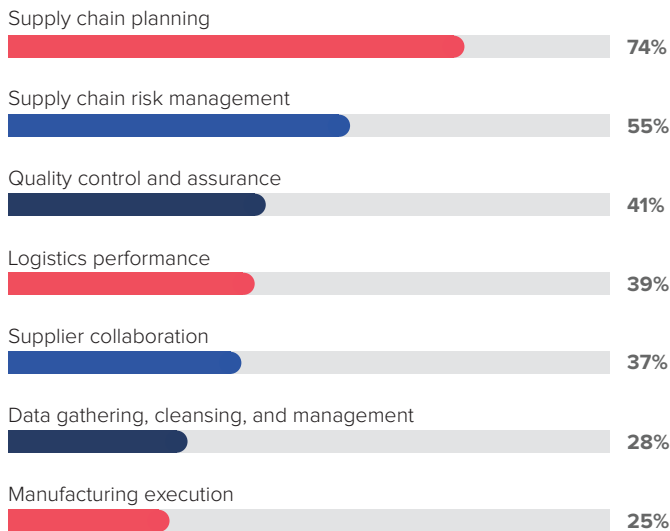 Supply chain planning
74%
Supply chain risk management
55%
Quality control and assurance
41%
Logistics performance
39%
Supplier collaboration
37%
Data gathering, cleansing, and management
28%
Manufacturing execution
25%